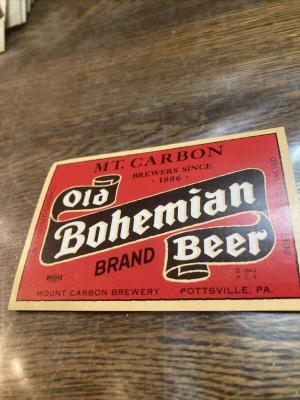 MT. CARBON
BREWERS SINCE
· 1886 ·
Old
Bohemian
BRAND Beer
MOUNT CARBON BREWERY POTTSVILLE, PA.